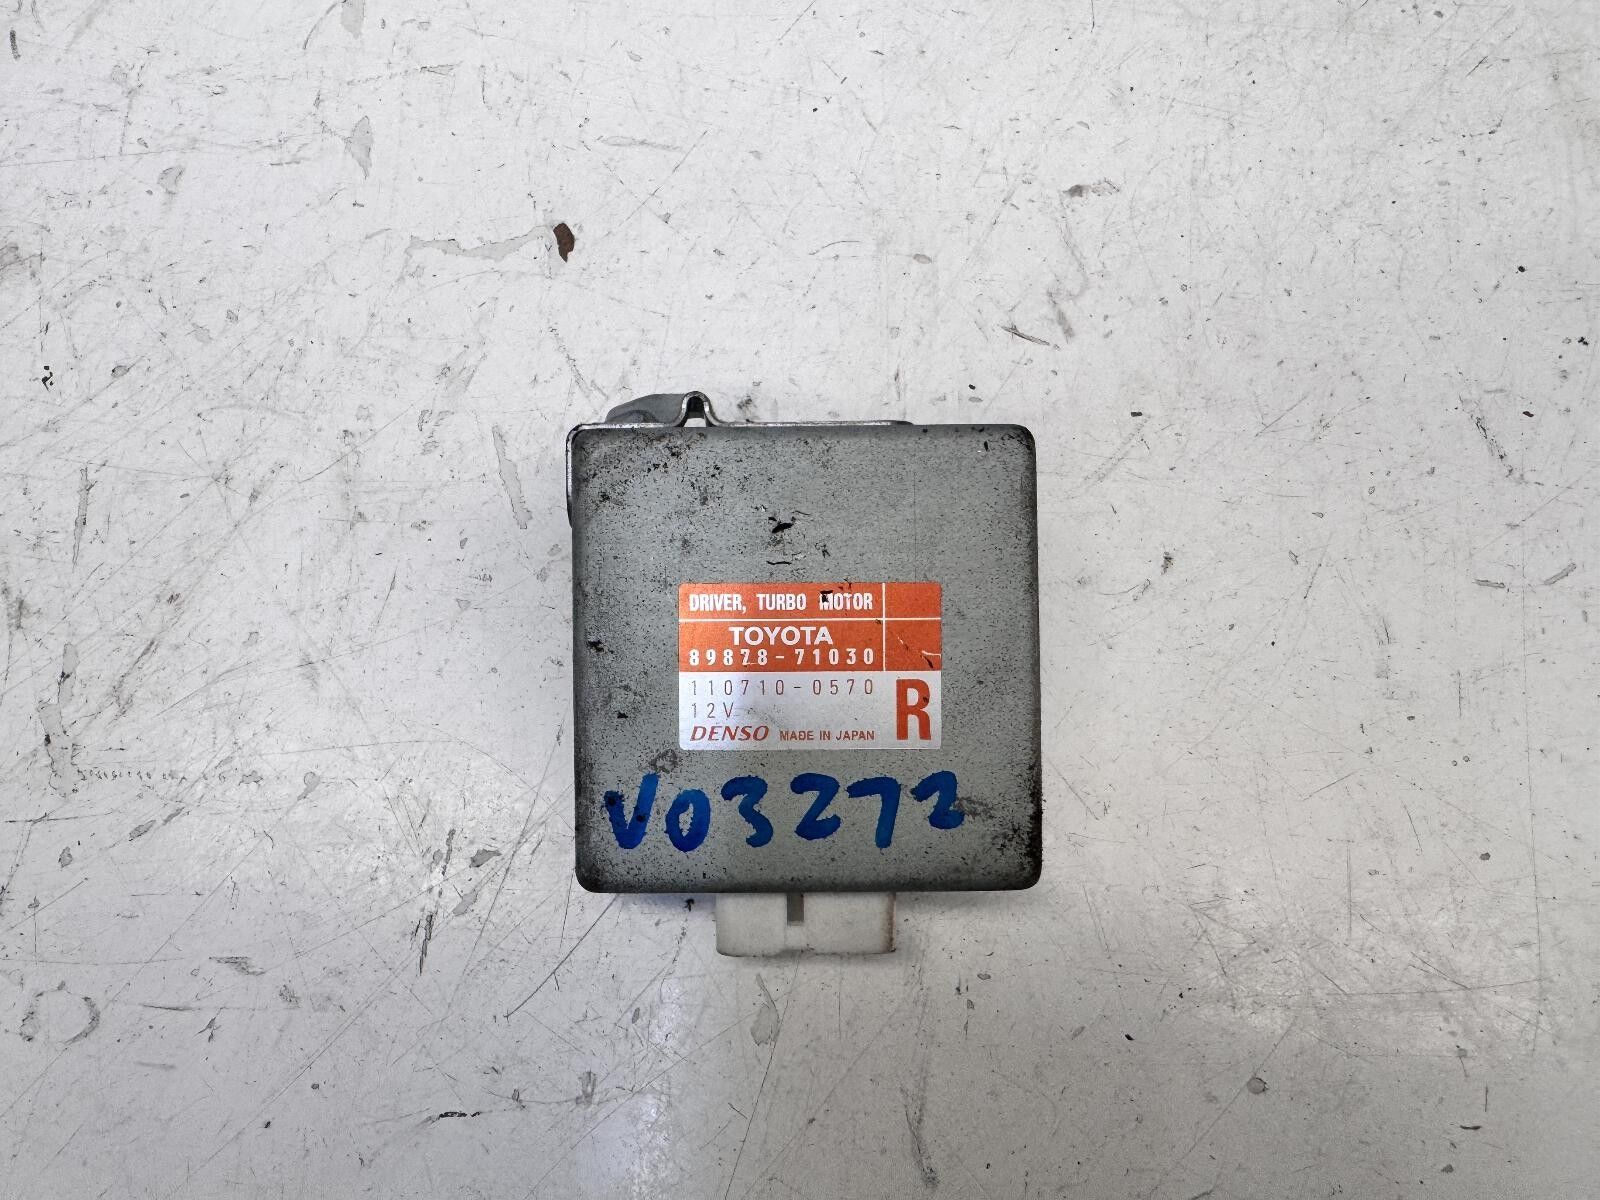 DRIVER, TURBO MOTOR
TOYOTA
89878-71030
110710-0570
12V
R
DENSO MADE IN JAPAN
V03272